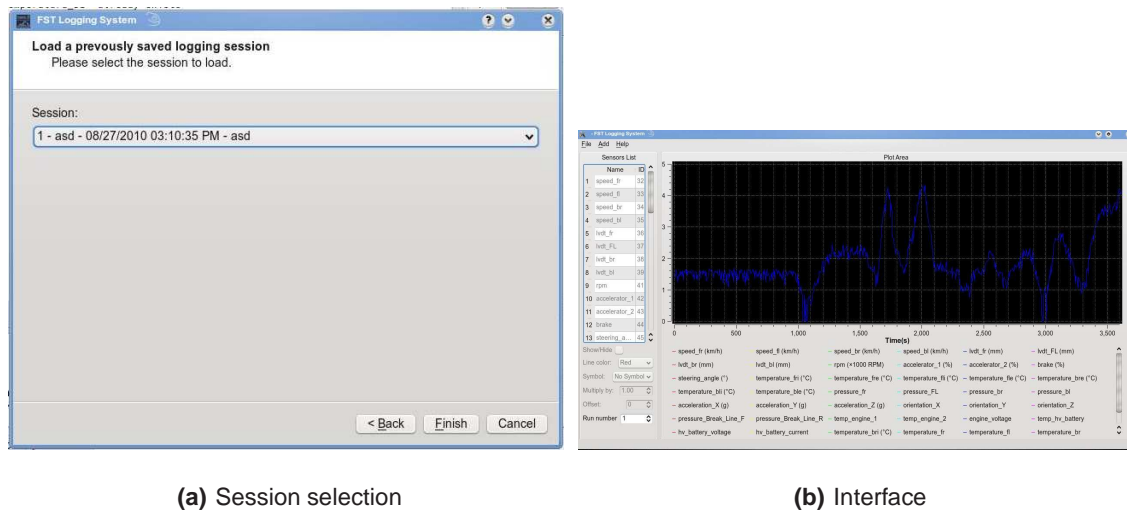 FST Logging System
Load a prevously saved logging session
Please select the session to load.
Session:
1 - asd - 08/27/2010 03:10:35 PM - asd
< Back Finish Cancel
(a) Session selection
FST Logging System
File Add Help
Sensors List
Name ID
1 speed_fr 32
2 speed_fl 33
3 speed_br 34
4 speed_bl 35
5 lvdt_fr 36
6 lvdt_FL 37
7 lvdt_br 38
8 lvdt_bl 39
9 rpm 41
10 accelerator_1 42
11 accelerator_2 43
12 brake 44
13 steering_a... 45
Show/Hide
Line color: Red
Symbol: No Symbol
Multiply by: 1.00
Offset: 0
Run number 1
Plot Area
5
4
3
2
1
0
0 500 1,000 1,500 2,000 2,500 3,000 3,500
Time(s)
speed_fr (km/h) speed_fl (km/h) speed_br (km/h) speed_bl (km/h) lvdt_fr (mm) lvdt_FL (mm)
lvdt_br (mm) lvdt_bl (mm) rpm (×1000 RPM) accelerator_1 (%) accelerator_2 (%) brake (%)
steering_angle (°) temperature_fri (°C) temperature_fre (°C) temperature_fli (°C) temperature_fle (°C) temperature_bre (°C)
temperature_bli (°C) temperature_ble (°C) pressure_fr pressure_FL pressure_br pressure_bl
acceleration_X (g) acceleration_Y (g) acceleration_Z (g) orientation_X orientation_Y orientation_Z
pressure_Break_Line_F pressure_Break_Line_R temp_engine_1 temp_engine_2 engine_voltage temp_hv_battery
hv_battery_voltage hv_battery_current temperature_bri (°C) temperature_fr temperature_fl temperature_br
(b) Interface